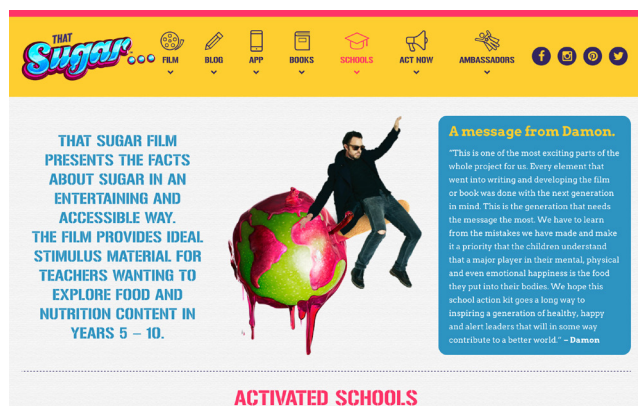 THAT
Sugar...
FILM
BLOG
APP
BOOKS
SCHOOLS
ACT NOW
AMBASSADORS
THAT SUGAR FILM
PRESENTS THE FACTS
ABOUT SUGAR IN AN
ENTERTAINING AND
ACCESSIBLE WAY.
THE FILM PROVIDES IDEAL
STIMULUS MATERIAL FOR
TEACHERS WANTING TO
EXPLORE FOOD AND
NUTRITION CONTENT IN
YEARS 5 – 10.
A message from Damon.
"This is one of the most exciting parts of the
whole project for us. Every element that
went into writing and developing the film
or book was done with the next generation
in mind. This is the generation that needs
the message the most. We have to learn
from the mistakes we have made and make
it a priority that the children understand
that a major player in their mental, physical
and even emotional happiness is the food
they put into their bodies. We hope this
school action kit goes a long way to
inspiring a generation of healthy, happy
and alert leaders that will in some way
contribute to a better world." – Damon
ACTIVATED SCHOOLS